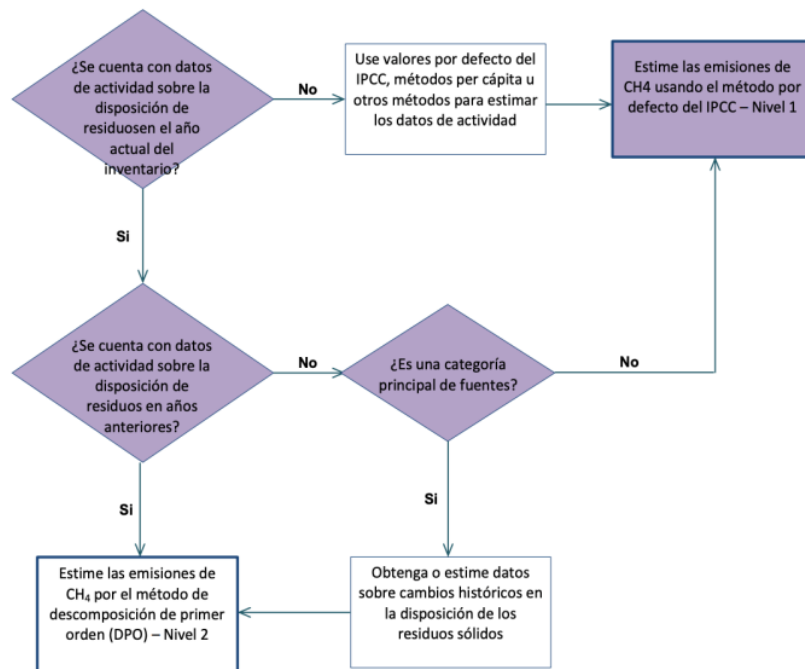 ¿Se cuenta con datos
de actividad sobre la
disposición de
residuosen el año
actual del
inventario?
No
Use valores por defecto del
IPCC, métodos per cápita u
otros métodos para estimar
los datos de actividad
Estime las emisiones de
CH4 usando el método por
defecto del IPCC – Nivel 1
Si
¿Se cuenta con datos
de actividad sobre la
disposición de
residuos en años
anteriores?
No
¿Es una categoría
principal de fuentes?
No
Si
Si
Estime las emisiones de
CH₄ por el método de
descomposición de primer
orden (DPO) – Nivel 2
Obtenga o estime datos
sobre cambios históricos en
la disposición de los
residuos sólidos